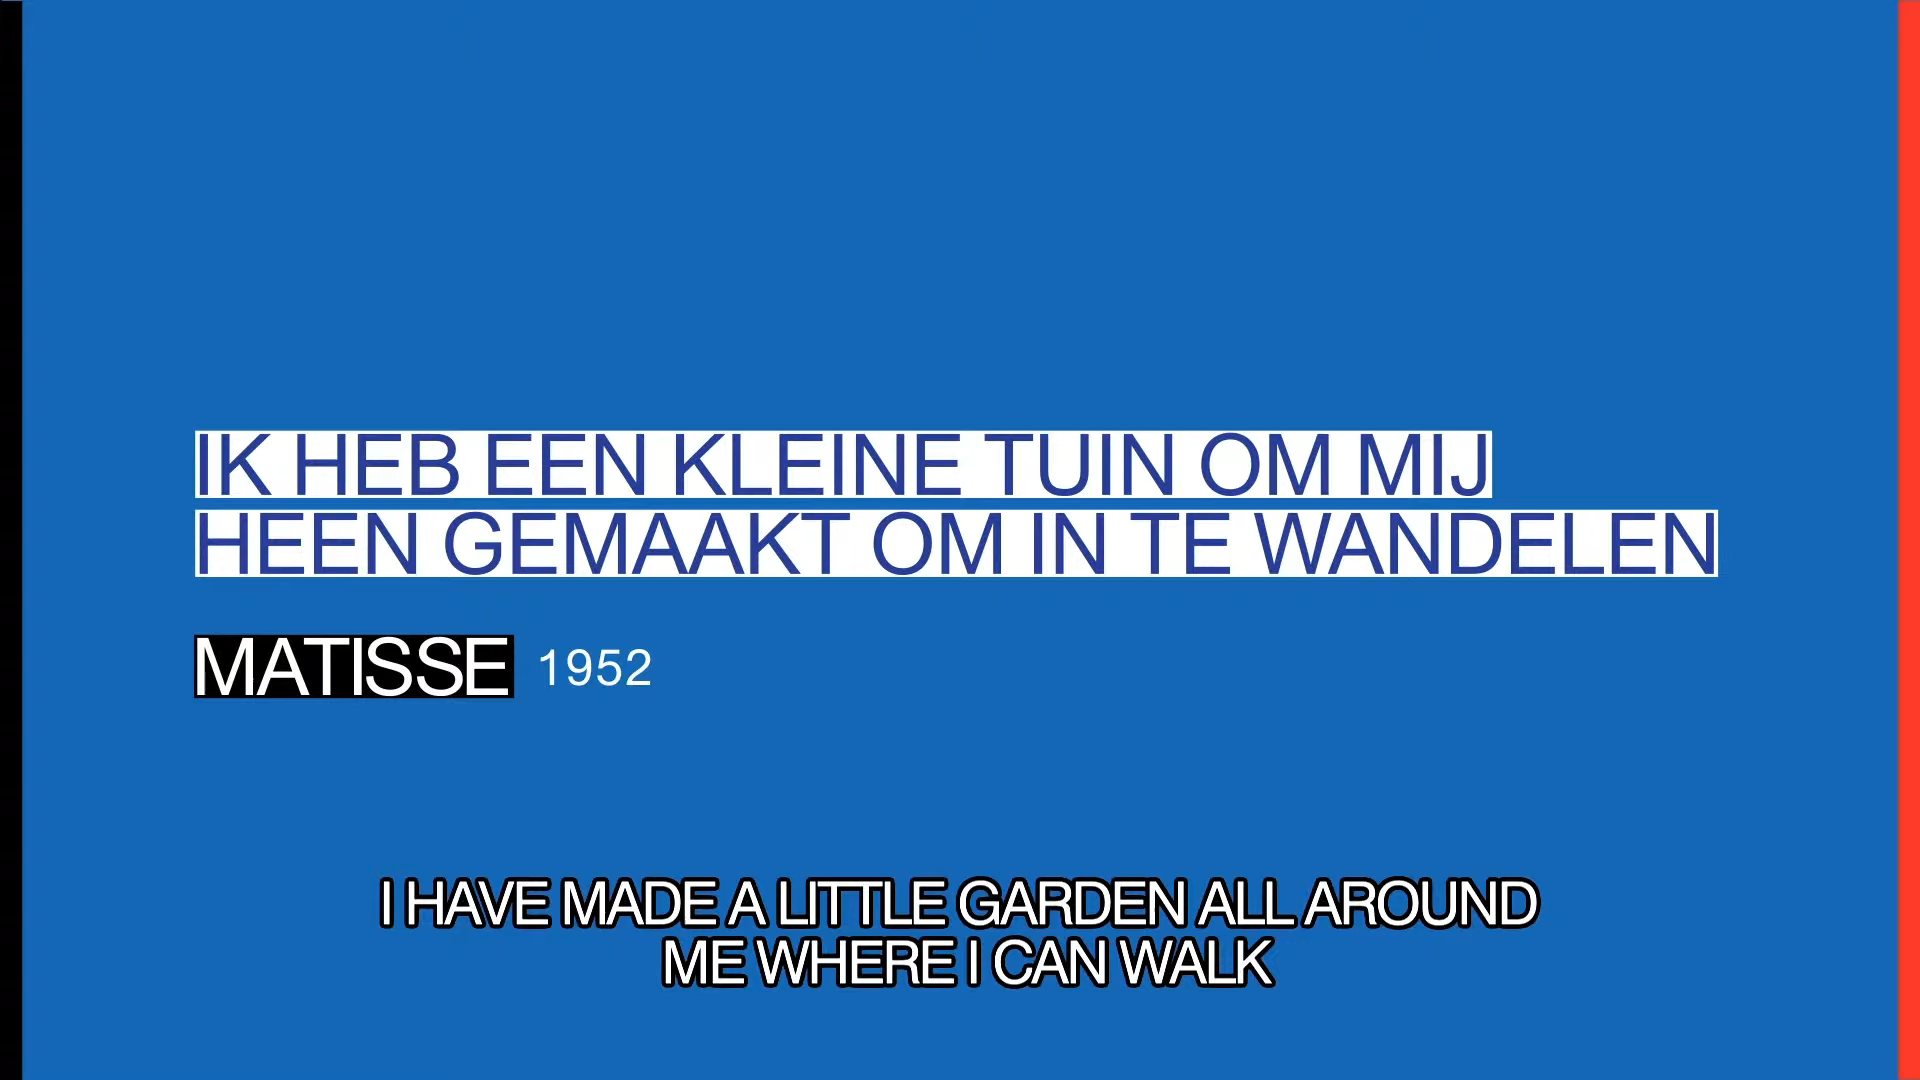 IK HEB EEN KLEINE TUIN OM MIJ
HEEN GEMAAKT OM IN TE WANDELEN
MATISSE 1952
I HAVE MADE A LITTLE GARDEN ALL AROUND
ME WHERE I CAN WALK